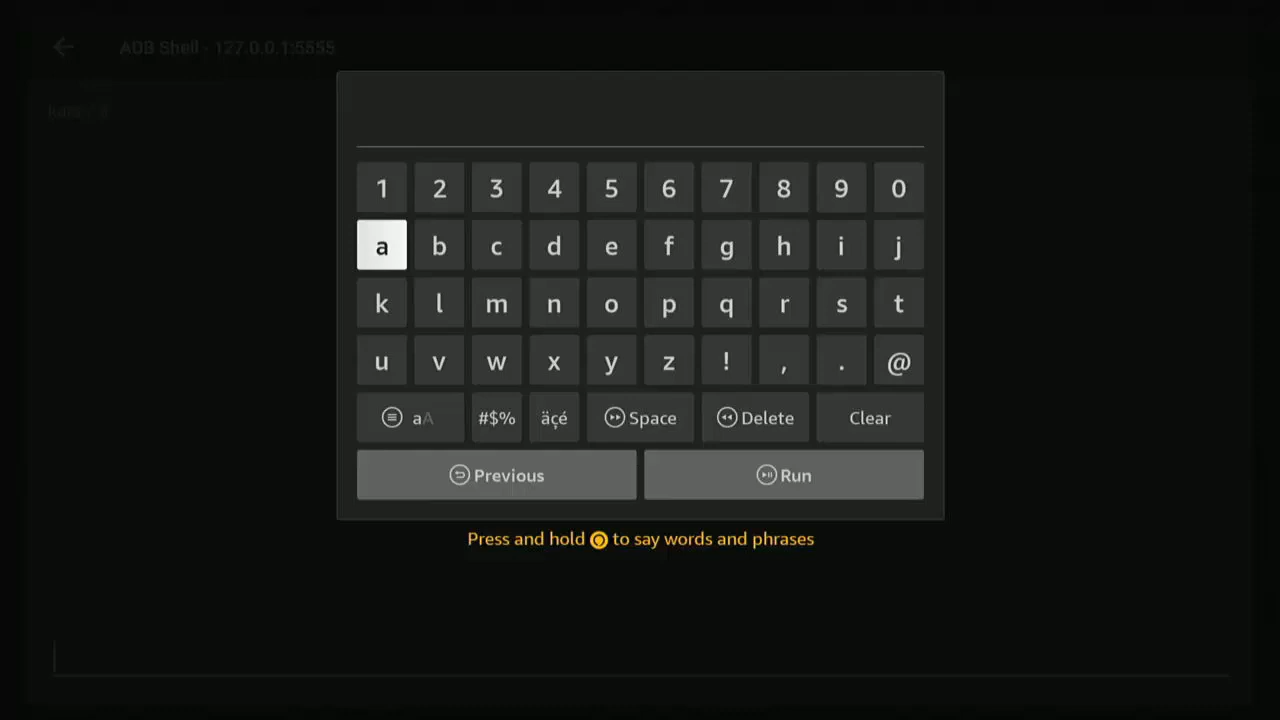 ADB Shell - 127.0.0.1:5555
1 2 3 4 5 6 7 8 9 0
a b c d e f g h i j
k l m n o p q r s t
u v w x y z ! , . @
aA #$% äçé Space Delete Clear
Previous Run
Press and hold to say words and phrases